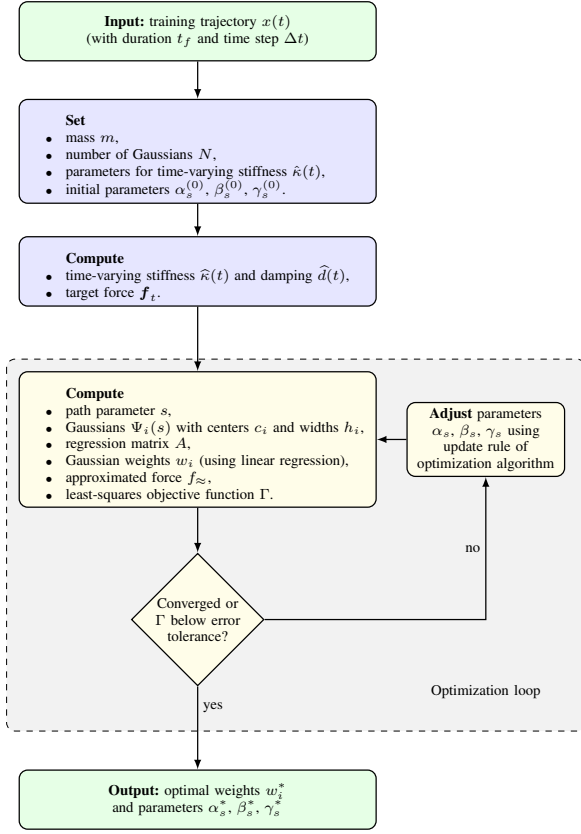 Input: training trajectory x(t)
(with duration t_f and time step Δt)
Set
• mass m,
• number of Gaussians N,
• parameters for time-varying stiffness κ̂(t),
• initial parameters α_s^(0), β_s^(0), γ_s^(0).
Compute
• time-varying stiffness κ̂(t) and damping d̂(t),
• target force f_t.
Compute
• path parameter s,
• Gaussians Ψ_i(s) with centers c_i and widths h_i,
• regression matrix A,
• Gaussian weights w_i (using linear regression),
• approximated force f_≈,
• least-squares objective function Γ.
Adjust parameters
α_s, β_s, γ_s using
update rule of
optimization algorithm
no
Converged or
Γ below error
tolerance?
Optimization loop
yes
Output: optimal weights w_i^*
and parameters α_s^*, β_s^*, γ_s^*